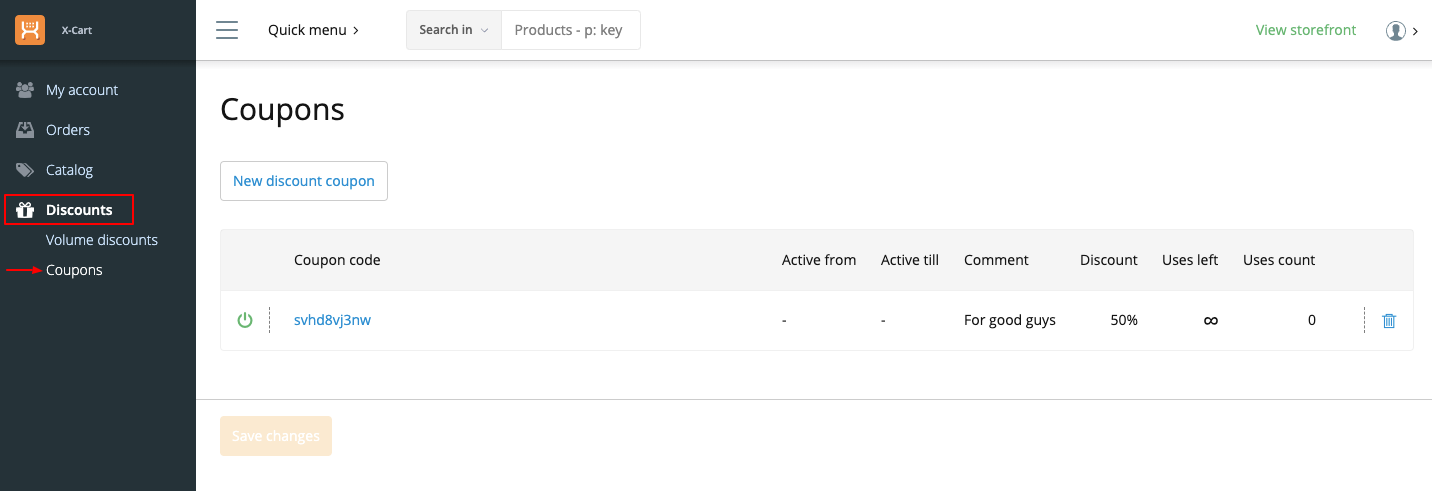 X-Cart
Quick menu
Search in
Products - p: key
View storefront
My account
Orders
Catalog
Discounts
Volume discounts
Coupons
Coupons
New discount coupon
Coupon code Active from Active till Comment Discount Uses left Uses count
svhd8vj3nw - - For good guys 50% ∞ 0
Save changes